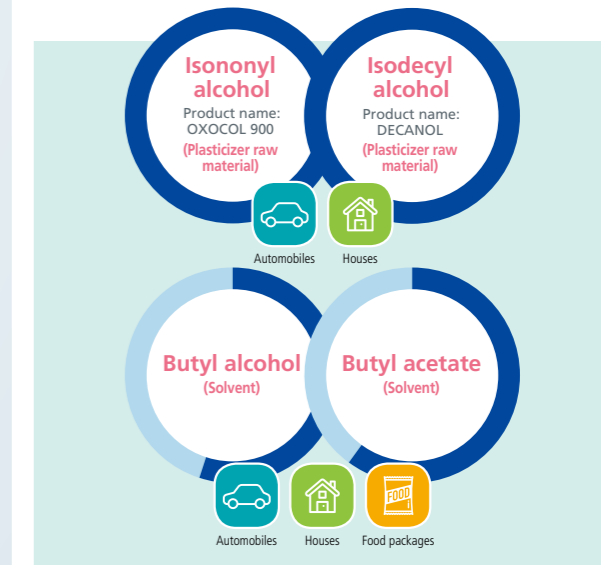 Isononyl
alcohol
Product name:
OXOCOL 900
(Plasticizer raw
material)
Isodecyl
alcohol
Product name:
DECANOL
(Plasticizer raw
material)
Automobiles
Houses
Butyl alcohol
(Solvent)
Butyl acetate
(Solvent)
FOOD
Automobiles
Houses
Food packages